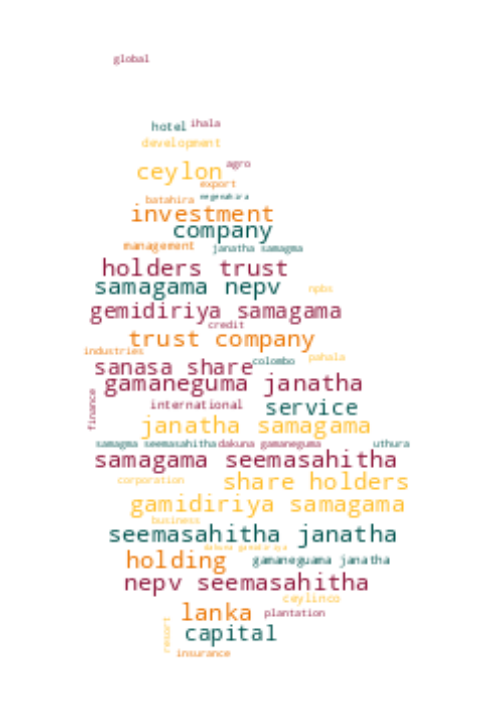 global
hotel ihala
development
ceylon agro
export
batahira negenahira
investment
company
management janatha samagma
holders trust
samagama nepv npbs
gemidiriya samagama
credit
trust company
industries
sanasa share colombo pahala
gamaneguma janatha
finance
international service
janatha samagama
samagma seemasahitha dakuna gamaneguma uthura
samagama seemasahitha
corporation share holders
gamidiriya samagama
business
seemasahitha janatha
holding gamaneguama janatha
nepv seemasahitha
ceylinco
lanka plantation
capital
resort
insurance